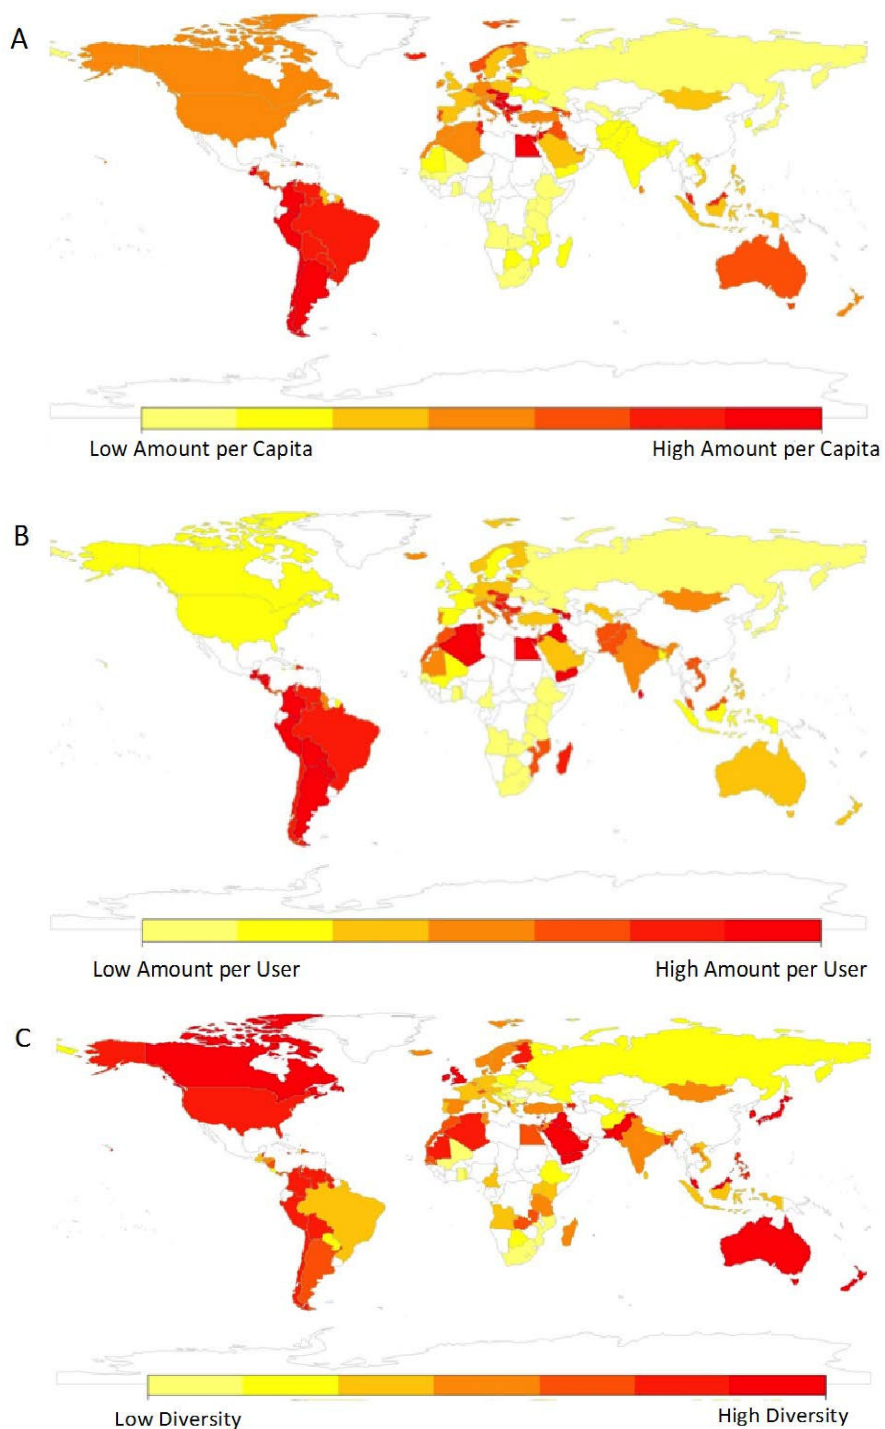 A
Low Amount per Capita High Amount per Capita
B
Low Amount per User High Amount per User
C
Low Diversity High Diversity